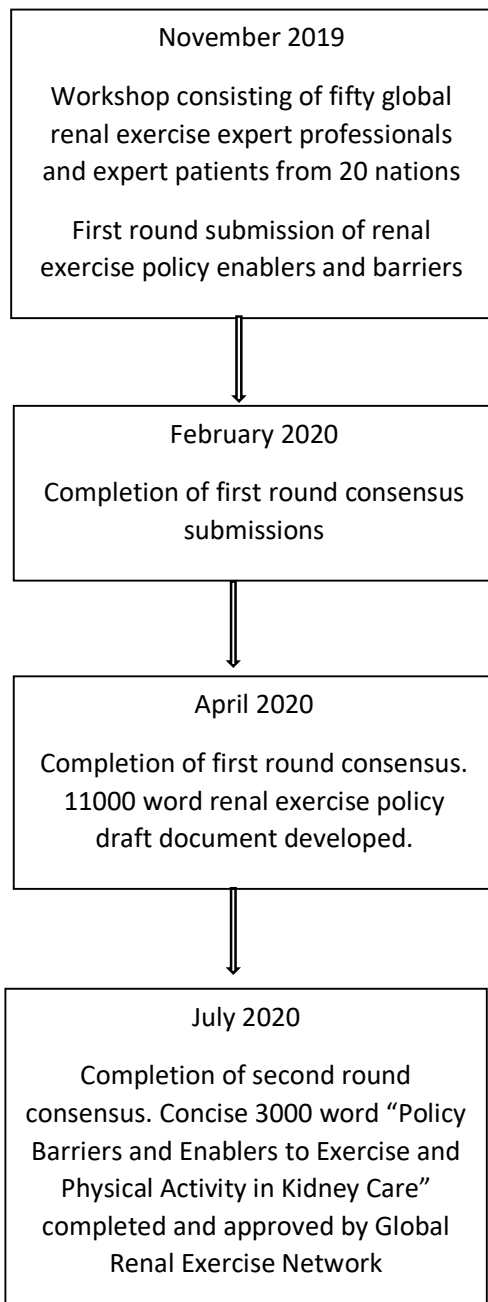 November 2019
Workshop consisting of fifty global
renal exercise expert professionals
and expert patients from 20 nations
First round submission of renal
exercise policy enablers and barriers
February 2020
Completion of first round consensus
submissions
April 2020
Completion of first round consensus.
11000 word renal exercise policy
draft document developed.
July 2020
Completion of second round
consensus. Concise 3000 word “Policy
Barriers and Enablers to Exercise and
Physical Activity in Kidney Care”
completed and approved by Global
Renal Exercise Network